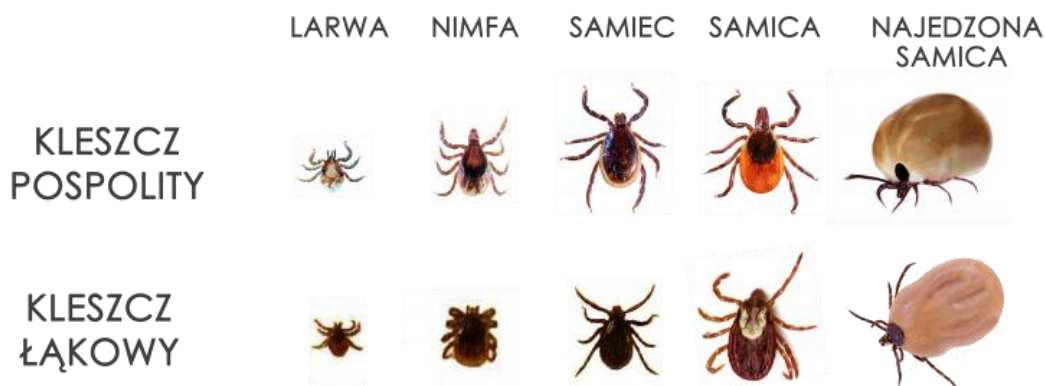 LARWA NIMFA SAMIEC SAMICA NAJEDZONA
SAMICA
KLESZCZ
POSPOLITY
KLESZCZ
ŁĄKOWY